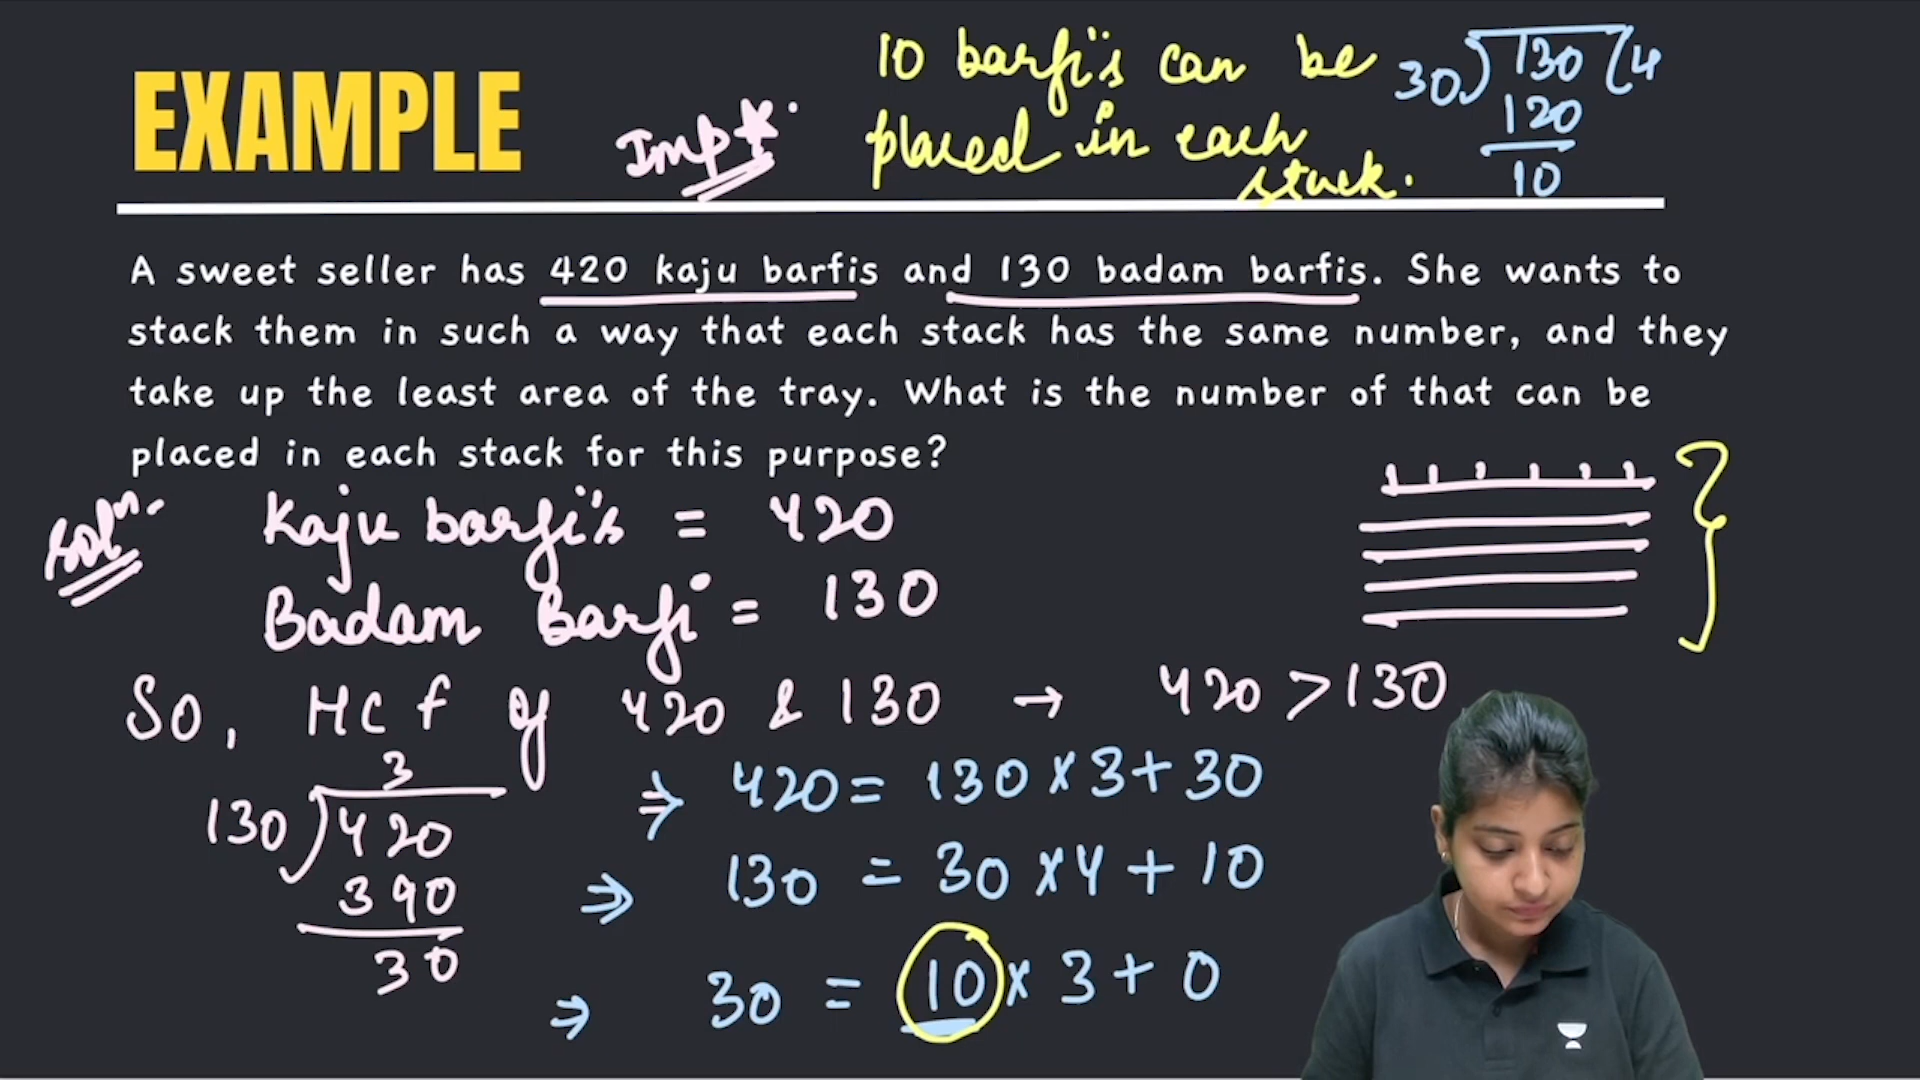 EXAMPLE
Imp*
10 barfi's can be
placed in each
stack.
30)130(4
120
10
A sweet seller has 420 kaju barfis and 130 badam barfis. She wants to
stack them in such a way that each stack has the same number, and they
take up the least area of the tray. What is the number of that can be
placed in each stack for this purpose?
Solⁿ.
Kaju barfi's = 420
Badam Barfi = 130
So, HCf of 420 & 130 → 420 > 130
3
130)420
390
30
⇒ 420 = 130 × 3 + 30
⇒ 130 = 30 × 4 + 10
⇒ 30 = 10 × 3 + 0